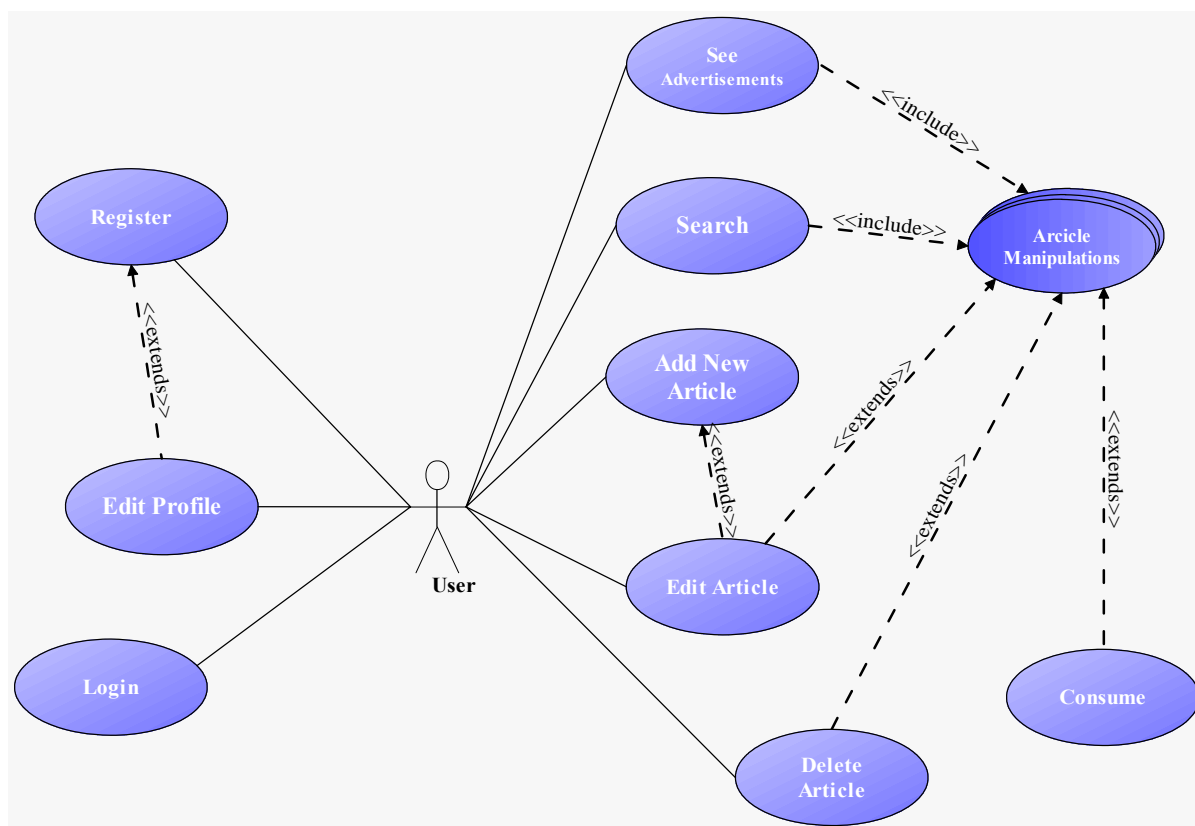 See
Advertisements
<<include>>
Register
Search
<<include>>
Arcicle
Manipulations
<<extends>>
Add New
Article
<<extends>>
<<extends>>
<<extends>>
<<extends>>
Edit Profile
User
Edit Article
Login
Consume
Delete
Article